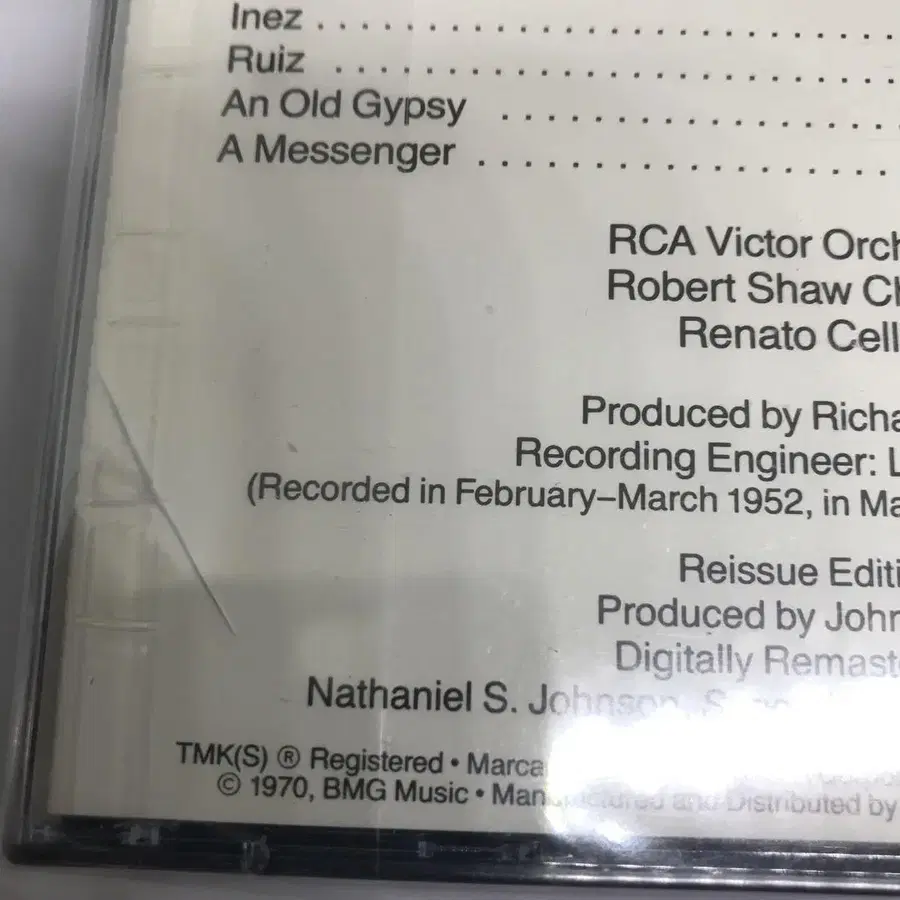 Inez . . . . . . . . . . . . . . . . . . . .
Ruiz . . . . . . . . . . . . . . . . . . .
An Old Gypsy . . . . . . . . . . . . . .
A Messenger . . . . . . . . . . . . . .
RCA Victor Orch
Robert Shaw Ch
Renato Cell
Produced by Richa
Recording Engineer: L
(Recorded in February–March 1952, in Ma
Reissue Editi
Produced by John
Digitally Remaste
Nathaniel S. Johnson,
TMK(S) ® Registered • Marca
© 1970, BMG Music • Manufactured and Distributed by